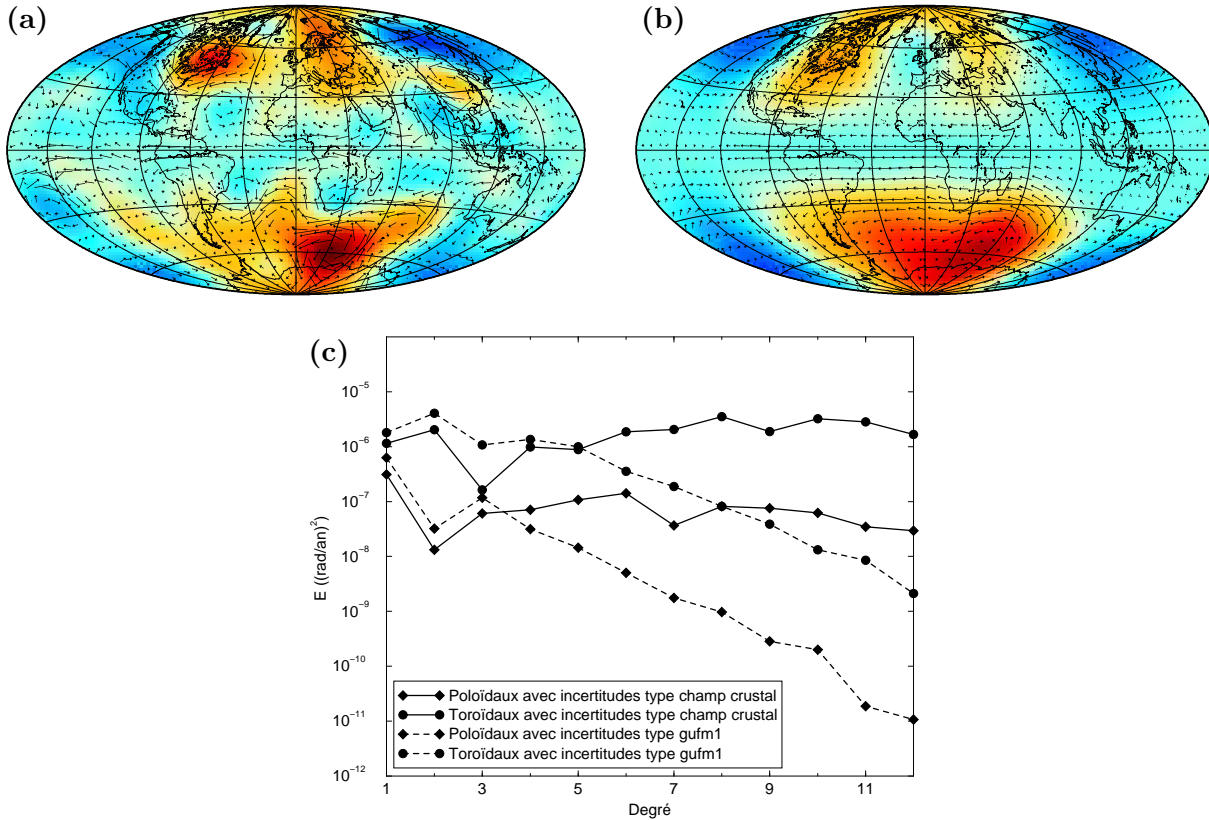 (a)
(b)
(c)
10⁻⁵
10⁻⁶
10⁻⁷
10⁻⁸
10⁻⁹
10⁻¹⁰
10⁻¹¹
10⁻¹²
E ((rad/an)²)
Poloïdaux avec incertitudes type champ crustal
Toroïdaux avec incertitudes type champ crustal
Poloïdaux avec incertitudes type gufm1
Toroïdaux avec incertitudes type gufm1
1 3 5 7 9 11
Degré